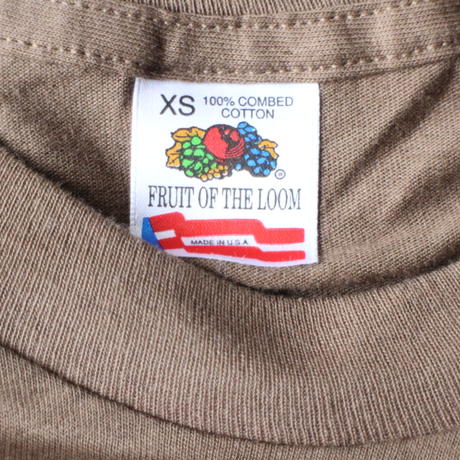 XS 100% COMBED
COTTON
®
FRUIT OF THE LOOM
MADE IN U.S.A